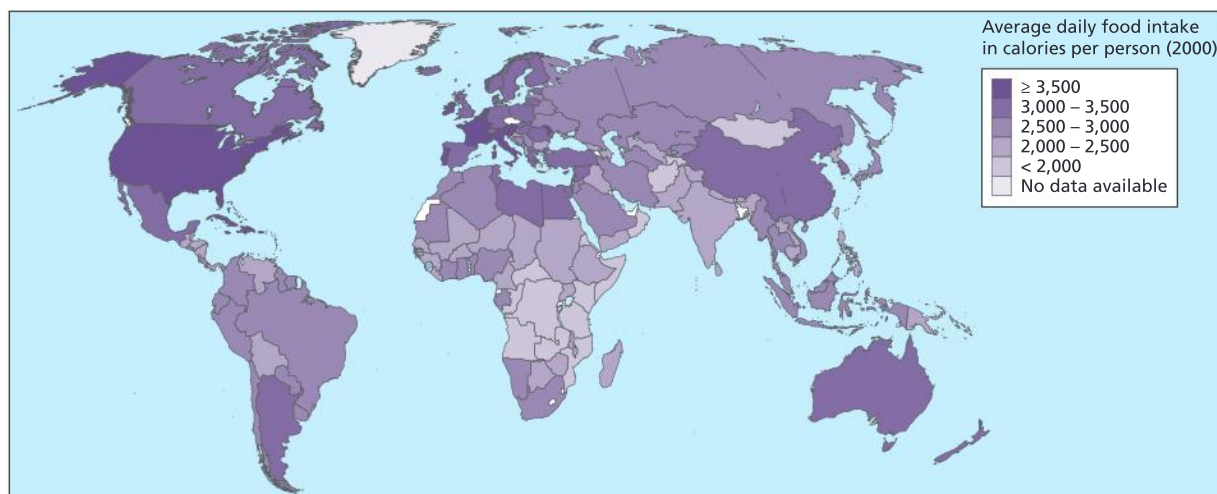 Average daily food intake
in calories per person (2000)
≥ 3,500
3,000 – 3,500
2,500 – 3,000
2,000 – 2,500
< 2,000
No data available